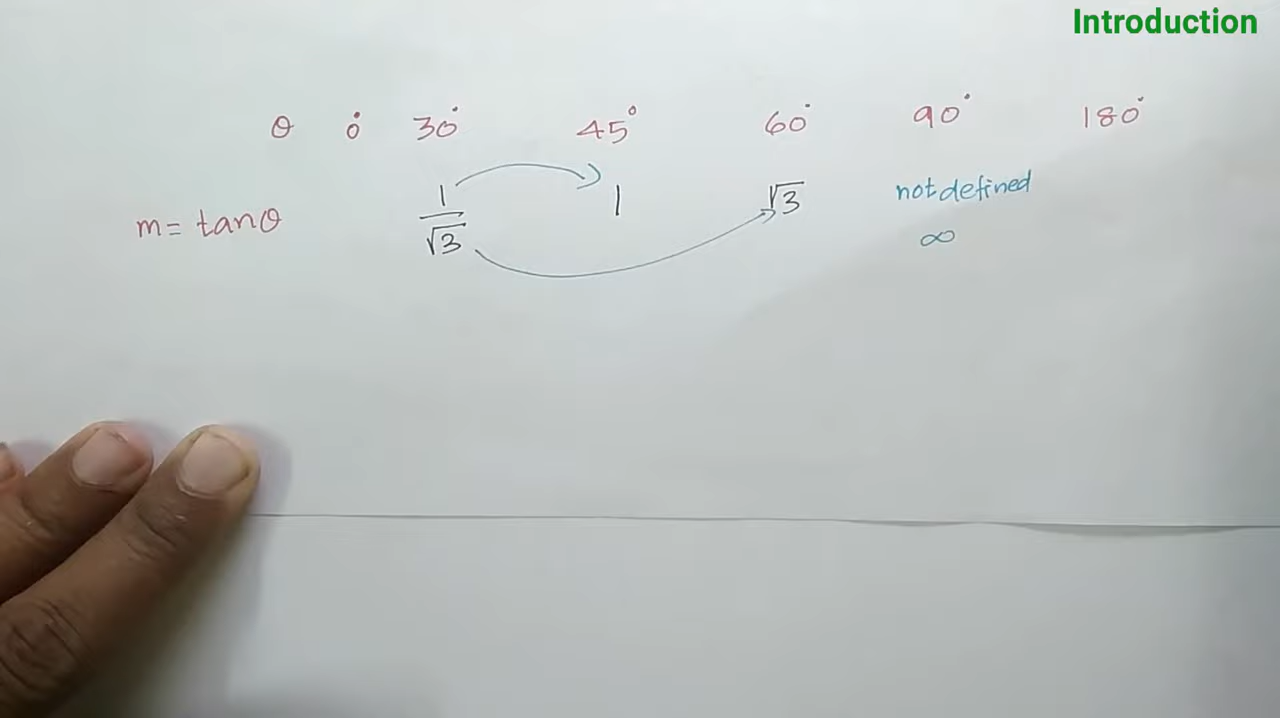 Introduction
θ 0° 30° 45° 60° 90° 180°
m = tanθ 1/√3 1 √3 not defined
∞